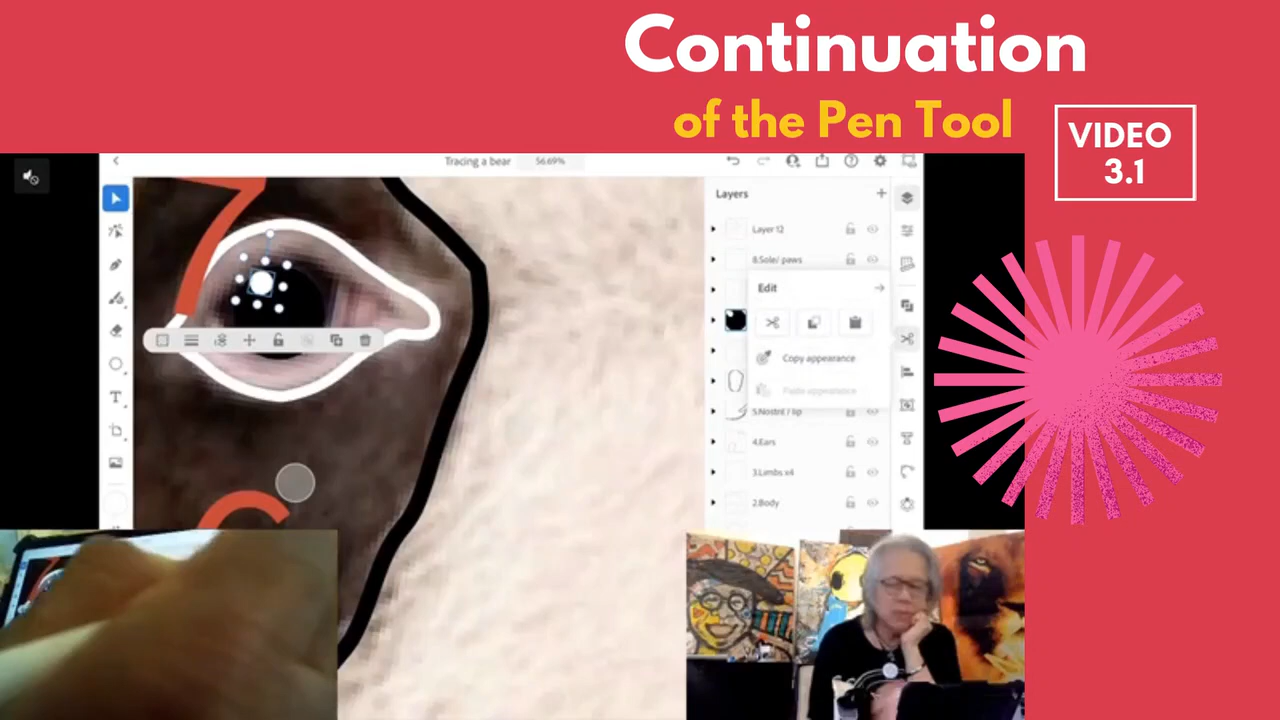 Continuation
of the Pen Tool
VIDEO
3.1
Tracing a bear
56.69%
Layers
Layer 12
8.Sole/ paws
Edit
Copy appearance
Paste appearance
5.Nostril / lip
4.Ears
3.Limbs x4
2.Body
T
7